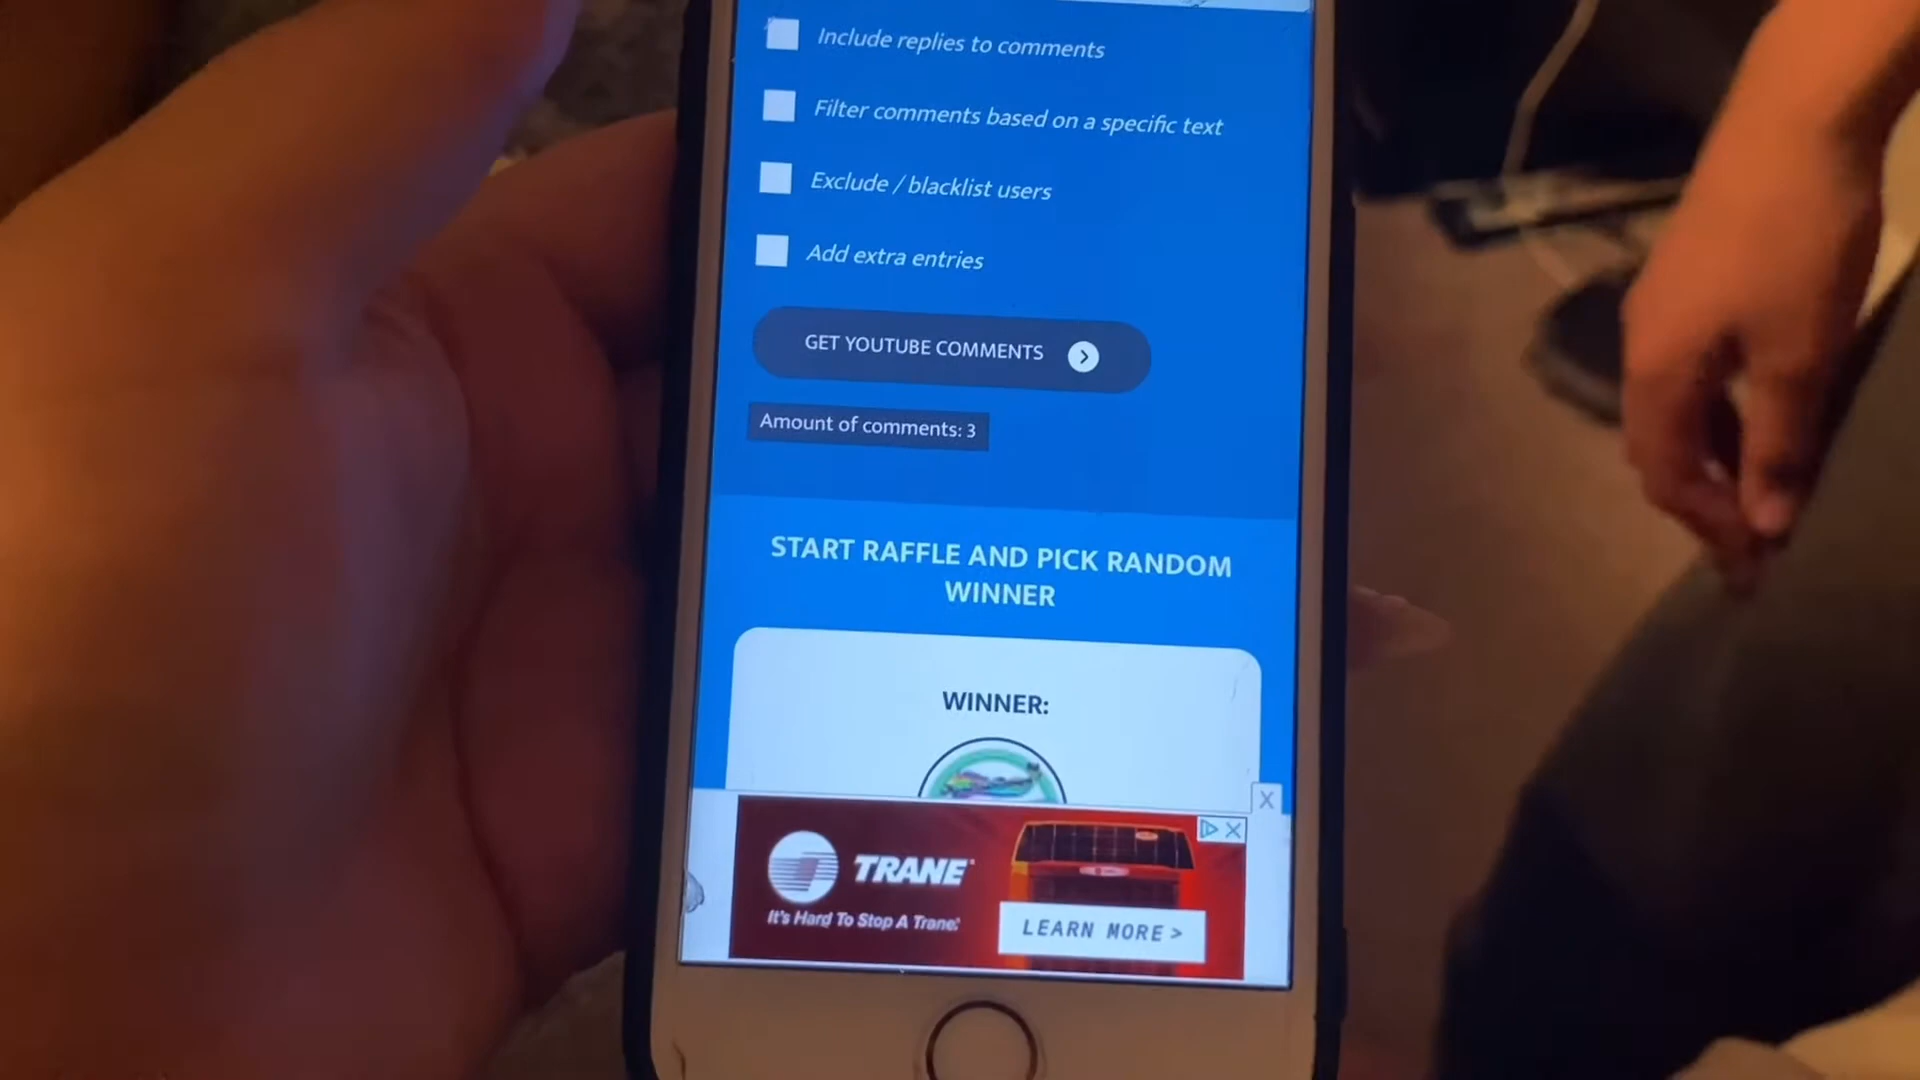 Include replies to comments
Filter comments based on a specific text
Exclude / blacklist users
Add extra entries
GET YOUTUBE COMMENTS
Amount of comments: 3
START RAFFLE AND PICK RANDOM
WINNER
WINNER:
X
TRANE
It's Hard To Stop A Trane.
LEARN MORE >